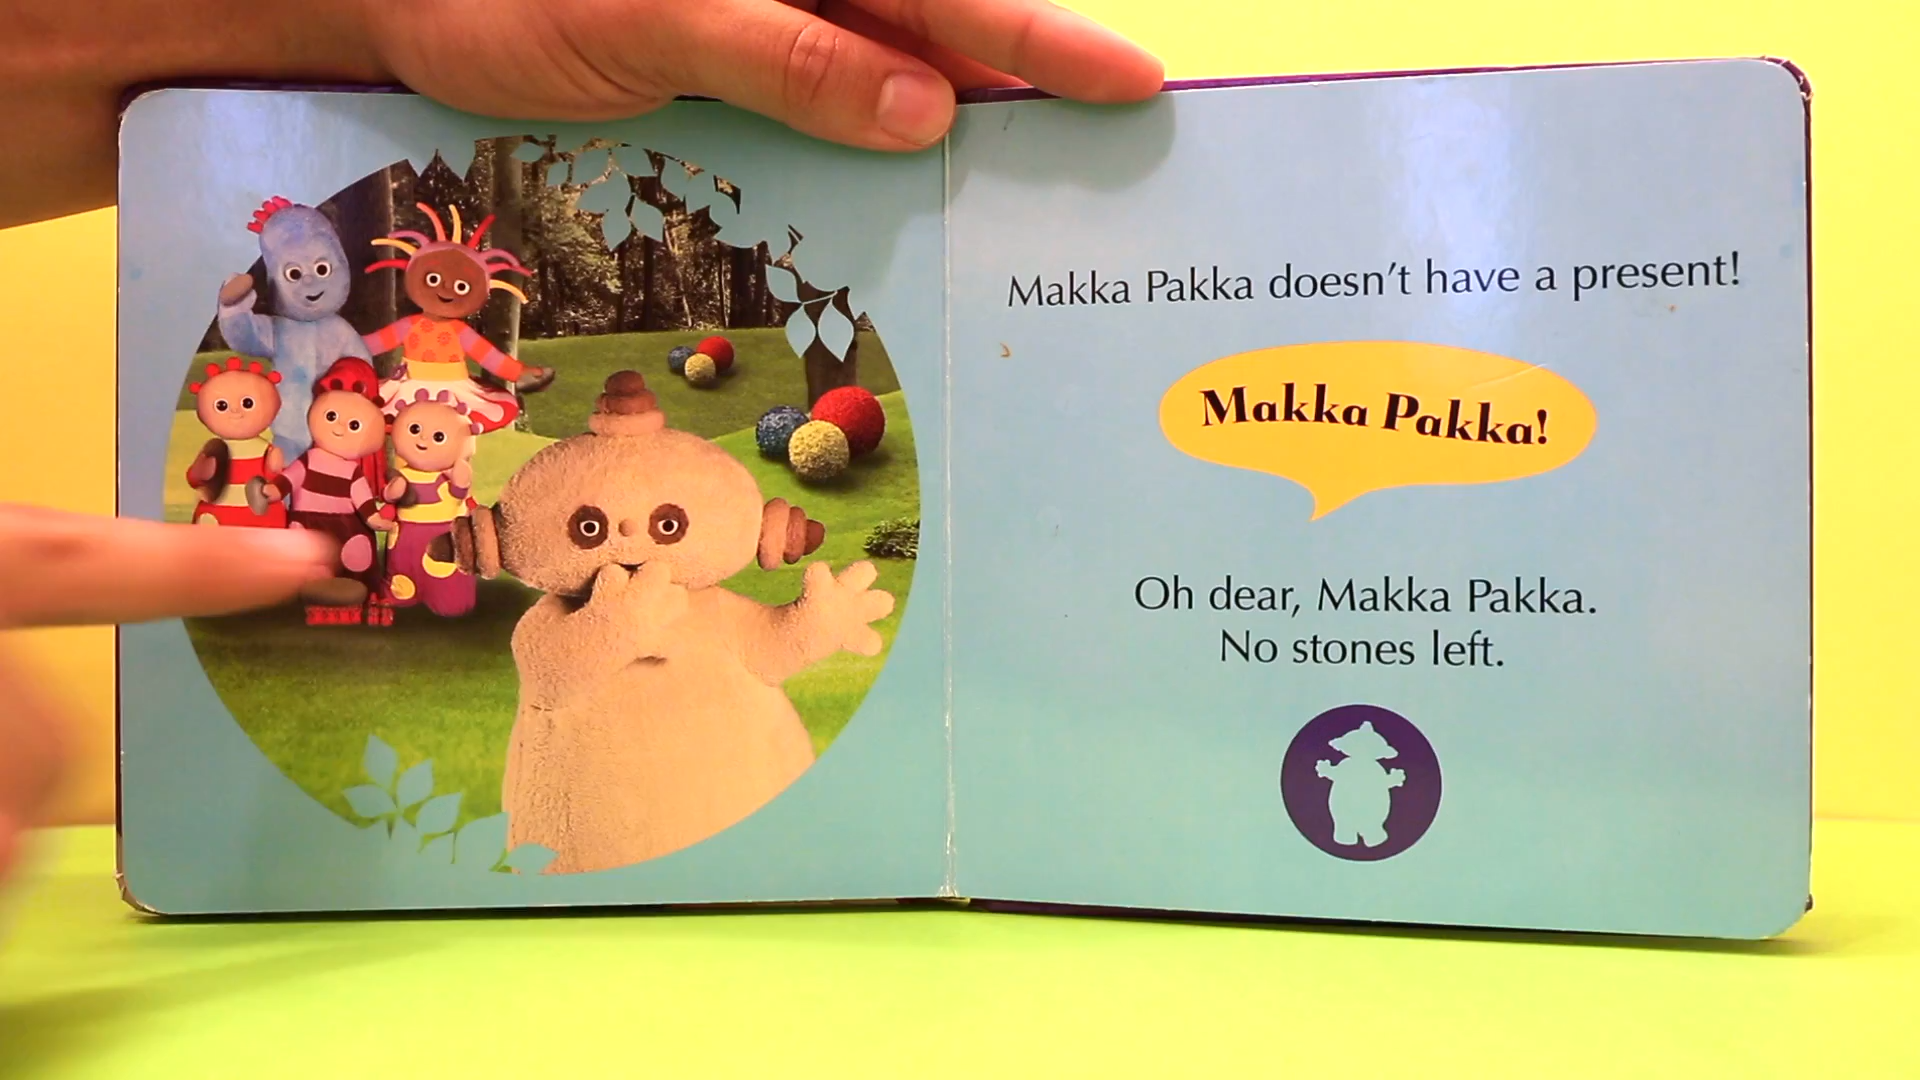 Makka Pakka doesn't have a present!
Makka Pakka!
Oh dear, Makka Pakka.
No stones left.